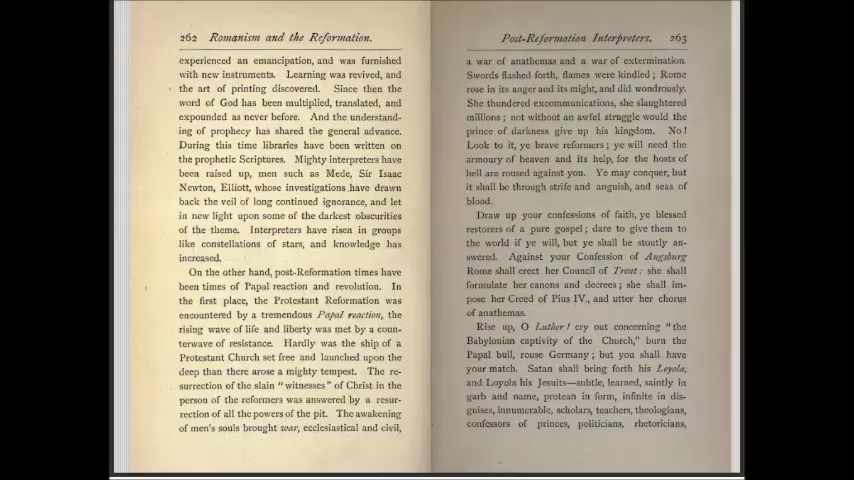 262 Romanism and the Reformation.
experienced an emancipation, and was furnished
with new instruments. Learning was revived, and
the art of printing discovered. Since then the
word of God has been multiplied, translated, and
expounded as never before. And the understand-
ing of prophecy has shared the general advance.
During this time libraries have been written on
the prophetic Scriptures. Mighty interpreters have
been raised up, men such as Mede, Sir Isaac
Newton, Elliott, whose investigations have drawn
back the veil of long continued ignorance, and let
in new light upon some of the darkest obscurities
of the theme. Interpreters have risen in groups
like constellations of stars, and knowledge has
increased.
On the other hand, post-Reformation times have
been times of Papal reaction and revolution. In
the first place, the Protestant Reformation was
encountered by a tremendous Papal reaction, the
rising wave of life and liberty was met by a coun-
terwave of resistance. Hardly was the ship of a
Protestant Church set free and launched upon the
deep than there arose a mighty tempest. The re-
surrection of the slain "witnesses" of Christ in the
person of the reformers was answered by a resur-
rection of all the powers of the pit. The awakening
of men's souls brought war, ecclesiastical and civil,
Post-Reformation Interpreters. 263
a war of anathemas and a war of extermination.
Swords flashed forth, flames were kindled; Rome
rose in its anger and its might, and did wondrously.
She thundered excommunications, she slaughtered
millions; not without an awful struggle would the
prince of darkness give up his kingdom. No!
Look to it, ye brave reformers; ye will need the
armoury of heaven and its help, for the hosts of
hell are roused against you. Ye may conquer, but
it shall be through strife and anguish, and seas of
blood.
Draw up your confessions of faith, ye blessed
restorers of a pure gospel; dare to give them to
the world if ye will, but ye shall be stoutly an-
swered. Against your Confession of Augsburg
Rome shall erect her Council of Trent: she shall
formulate her canons and decrees; she shall im-
pose her Creed of Pius IV., and utter her chorus
of anathemas.
Rise up, O Luther! cry out concerning "the
Babylonian captivity of the Church," burn the
Papal bull, rouse Germany; but you shall have
your match. Satan shall bring forth his Loyola,
and Loyola his Jesuits—subtle, learned, saintly in
garb and name, protean in form, infinite in dis-
guises, innumerable, scholars, teachers, theologians,
confessors of princes, politicians, rhetoricians,